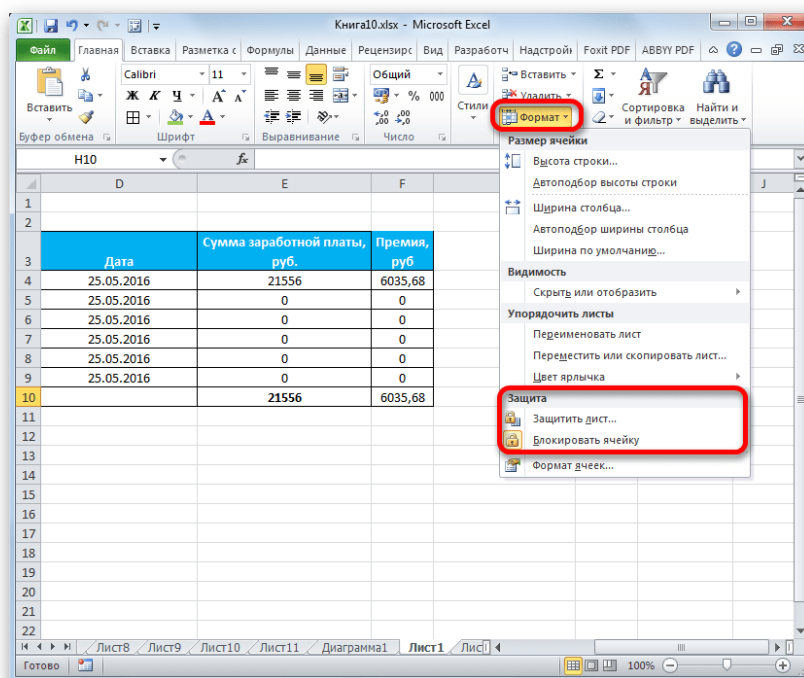 Книга10.xlsx - Microsoft Excel
Файл Главная Вставка Разметка с Формулы Данные Рецензирс Вид Разработч Надстройк Foxit PDF ABBYY PDF
Вставить
Буфер обмена
Calibri 11
Ж К Ч
Шрифт
Выравнивание
Общий
% 000
Число
Стили
Вставить
Удалить
Формат
Σ
Сортировка и фильтр
Найти и выделить
H10 fx
D E F J
Размер ячейки
Высота строки...
Автоподбор высоты строки
Ширина столбца...
Автоподбор ширины столбца
Ширина по умолчанию...
Видимость
Скрыть или отобразить
Упорядочить листы
Переименовать лист
Переместить или скопировать лист...
Цвет ярлычка
Защита
Защитить лист...
Блокировать ячейку
Формат ячеек...
1
2
3 Дата Сумма заработной платы, руб. Премия, руб
4 25.05.2016 21556 6035,68
5 25.05.2016 0 0
6 25.05.2016 0 0
7 25.05.2016 0 0
8 25.05.2016 0 0
9 25.05.2016 0 0
10 21556 6035,68
11
12
13
14
15
16
17
18
19
20
21
22
Лист8 Лист9 Лист10 Лист11 Диаграмма1 Лист1 Лис
Готово 100%